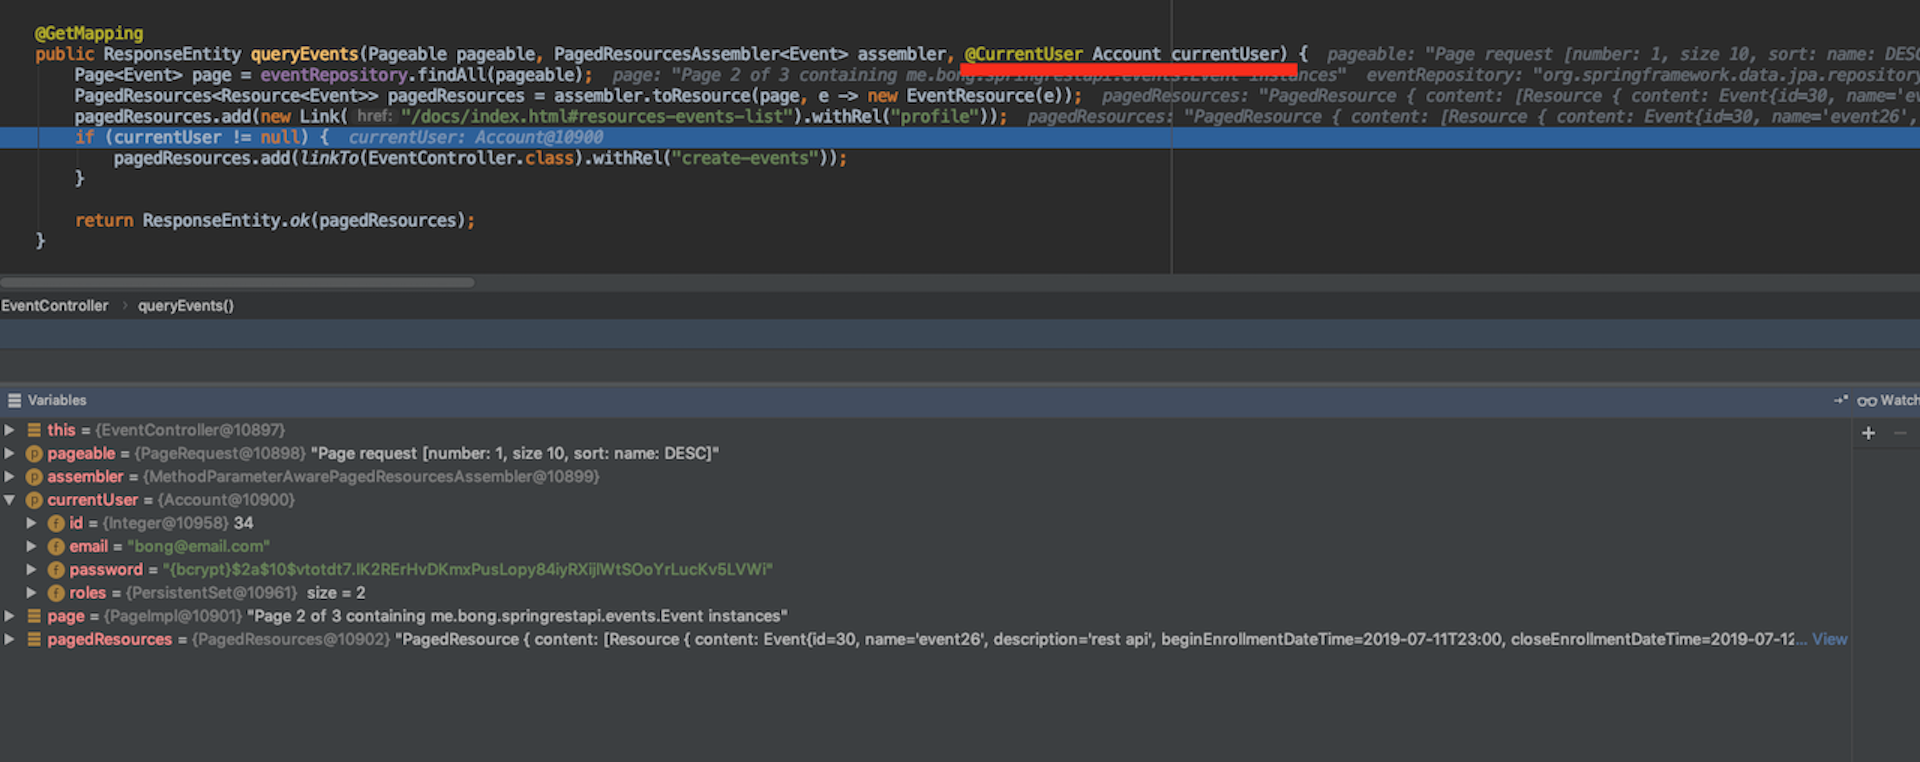 @GetMapping
public ResponseEntity queryEvents(Pageable pageable, PagedResourcesAssembler<Event> assembler, @CurrentUser Account currentUser) { pageable: "Page request [number: 1, size 10, sort: name: DESC
Page<Event> page = eventRepository.findAll(pageable); page: "Page 2 of 3 containing me.bong.springrestapi.events.Event instances" eventRepository: "org.springframework.data.jpa.repository
PagedResources<Resource<Event>> pagedResources = assembler.toResource(page, e -> new EventResource(e)); pagedResources: "PagedResource { content: [Resource { content: Event{id=30, name='ev
pagedResources.add(new Link( href: "/docs/index.html#resources-events-list").withRel("profile")); pagedResources: "PagedResource { content: [Resource { content: Event{id=30, name='event26',
if (currentUser != null) { currentUser: Account@10900
pagedResources.add(linkTo(EventController.class).withRel("create-events"));
}
return ResponseEntity.ok(pagedResources);
}
EventController › queryEvents()
Variables
Watch
this = {EventController@10897}
pageable = {PageRequest@10898} "Page request [number: 1, size 10, sort: name: DESC]"
assembler = {MethodParameterAwarePagedResourcesAssembler@10899}
currentUser = {Account@10900}
id = {Integer@10958} 34
email = "bong@email.com"
password = "{bcrypt}$2a$10$vtotdt7.IK2RErHvDKmxPusLopy84iyRXijlWtSOoYrLucKv5LVWi"
roles = {PersistentSet@10961} size = 2
page = {PageImpl@10901} "Page 2 of 3 containing me.bong.springrestapi.events.Event instances"
pagedResources = {PagedResources@10902} "PagedResource { content: [Resource { content: Event{id=30, name='event26', description='rest api', beginEnrollmentDateTime=2019-07-11T23:00, closeEnrollmentDateTime=2019-07-12... View